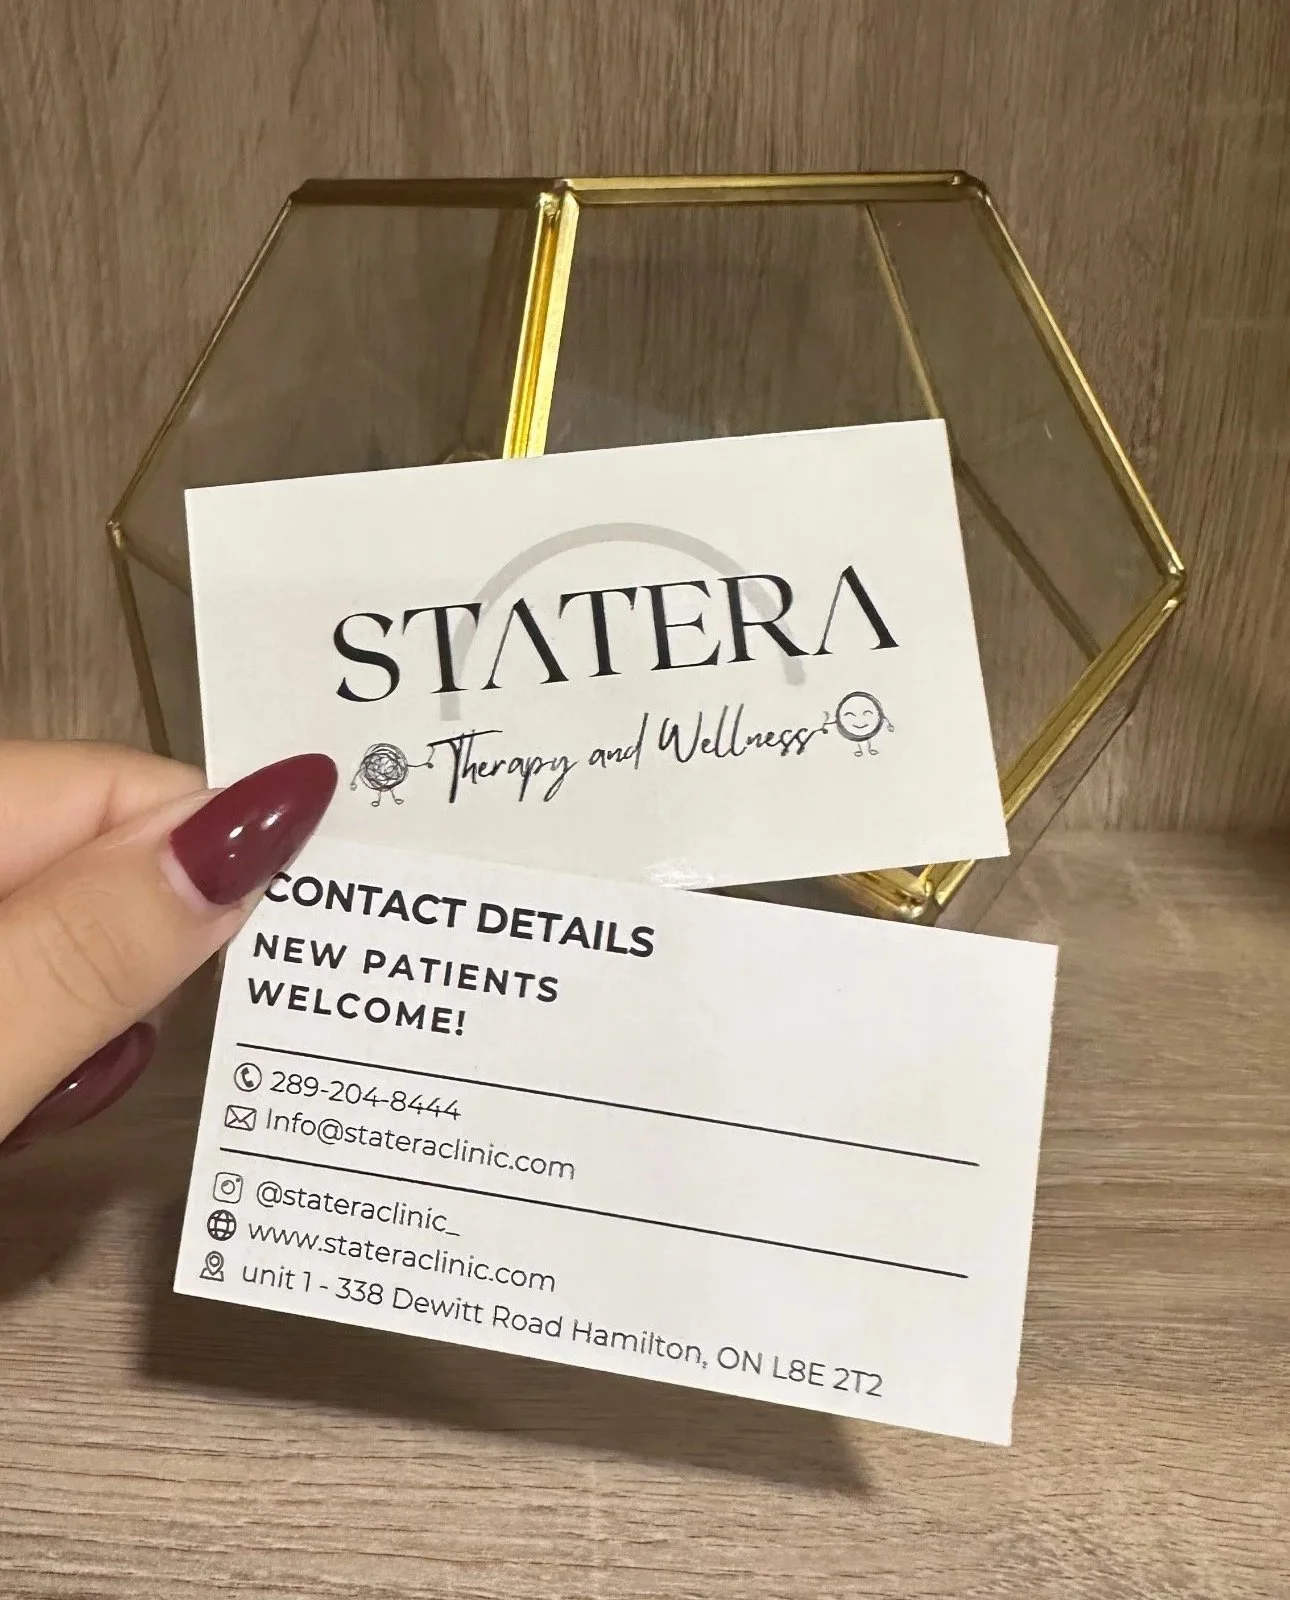 STATERA
Therapy and Wellness
CONTACT DETAILS
NEW PATIENTS
WELCOME!
289-204-8444
Info@stateraclinic.com
@stateraclinic_
www.stateraclinic.com
unit 1 - 338 Dewitt Road Hamilton, ON L8E 2T2